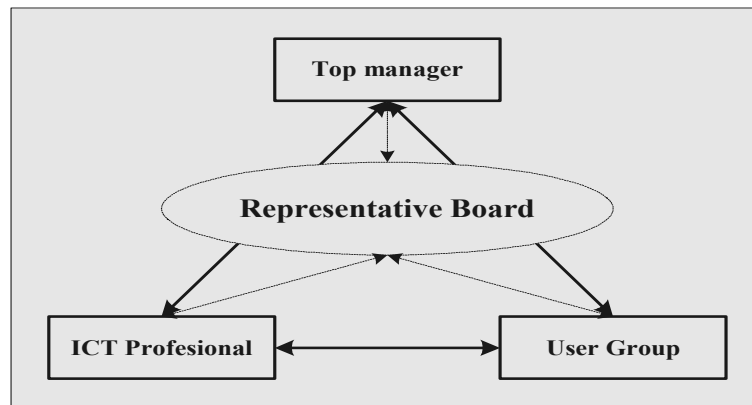 Top manager
Representative Board
ICT Profesional
User Group